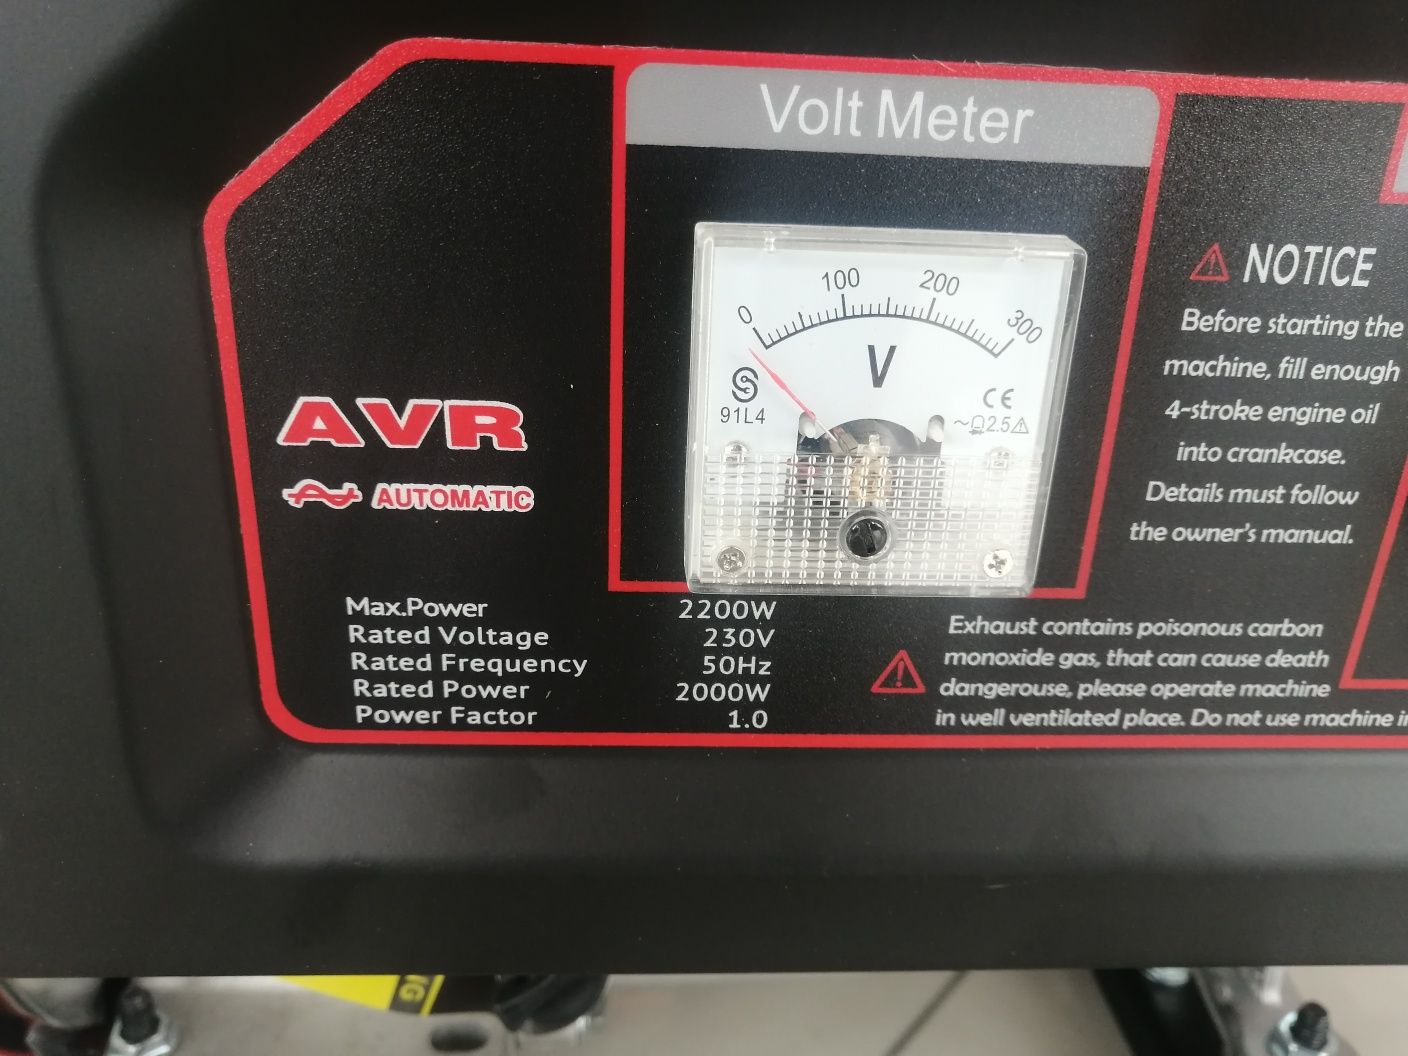 Volt Meter
0 100 200 300
V
91L4
CE
~ 2.5
AVR
AUTOMATIC
NOTICE
Before starting the
machine, fill enough
4-stroke engine oil
into crankcase.
Details must follow
the owner's manual.
Max.Power 2200W
Rated Voltage 230V
Rated Frequency 50Hz
Rated Power 2000W
Power Factor 1.0
Exhaust contains poisonous carbon
monoxide gas, that can cause death
dangerouse, please operate machine
in well ventilated place. Do not use machine in
NG